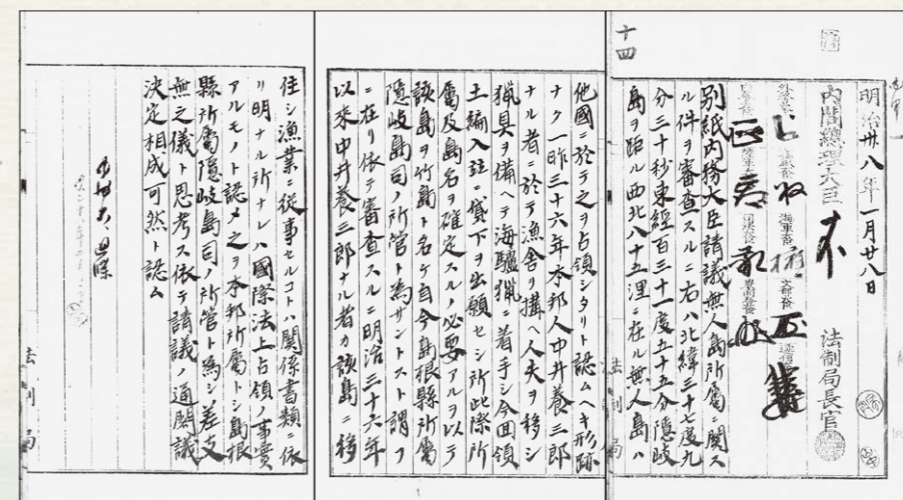 十四
明治卅八年一月廿八日
内閣總理大臣
法制局長官
別紙内務大臣請議無人島所屬ニ關ス
ル件ヲ審査スルニ右ハ北緯三十七度九
分三十秒東經百三十一度五十五分隠岐
島ヲ距ル西北八十五浬ニ在ル無人島ハ
他國ニ於テ之ヲ占領シタリト認ムヘキ形跡
ナク一昨三十六年本邦人中井養三郎
ナル者ニ於テ漁舎ヲ構ヘ人夫ヲ移シ
獵具ヲ備ヘテ海驢獵ニ着手シ今回領
土編入並ニ貸下ヲ出願セシ所此際所
屬及島名ヲ確定スルノ必要アルヲ以テ
該島ヲ竹島ト名ケ自今島根縣所屬
隠岐島司ノ所管ト為サントスト謂フ
ニ在リ依テ審査スルニ明治三十六年
以来中井養三郎ナル者カ該島ニ移
住シ漁業ニ從事セルコトハ關係書類ニ依
リ明ナル所ナレハ國際法上占領ノ事實
アルモノト認メ之ヲ本邦所屬トシ島根
縣所屬隠岐島司ノ所管ト為シ差支
無之儀ト思考ス依テ請議ノ通閣議
決定相成可然ト認ム
法制局